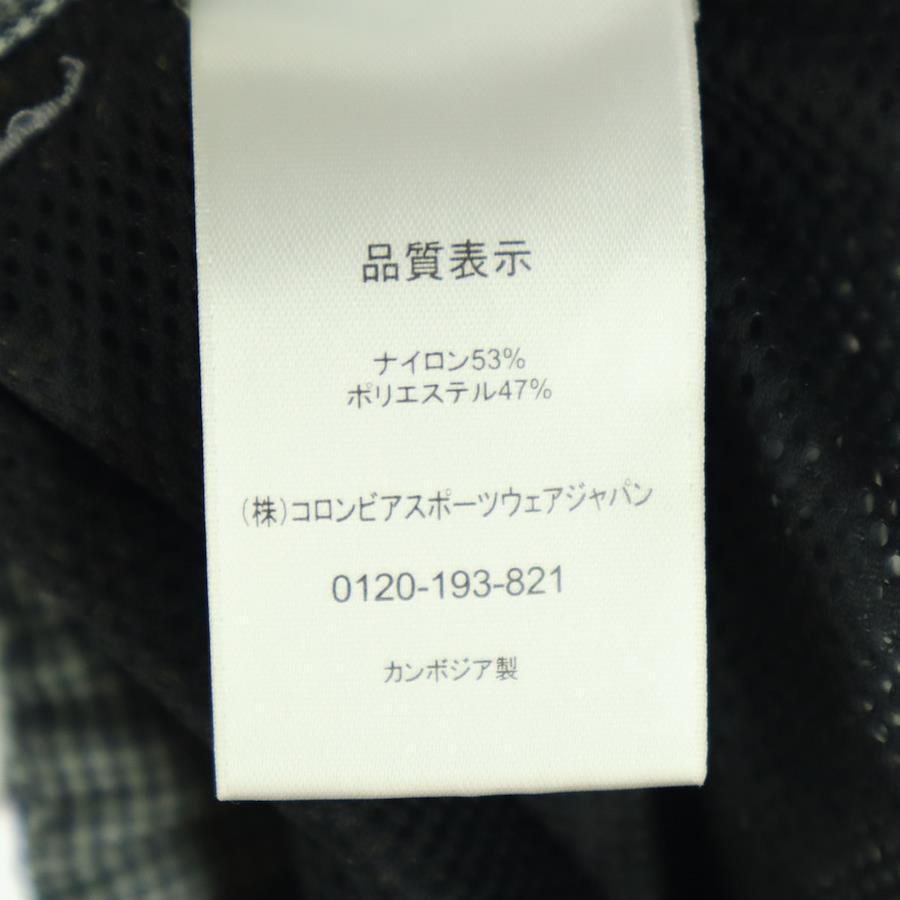 品質表示
ナイロン53%
ポリエステル47%
(株)コロンビアスポーツウェアジャパン
0120-193-821
カンボジア製